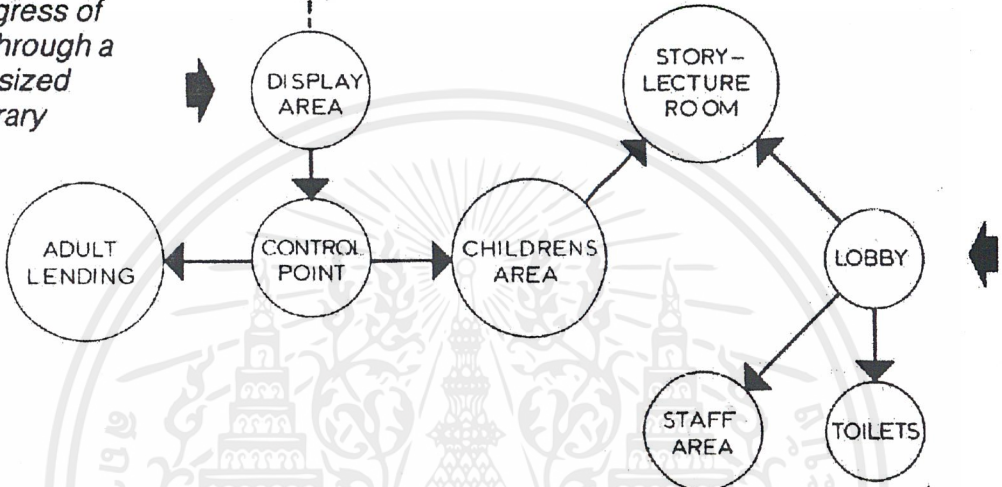 gress of
hrough a
sized
rary
DISPLAY
AREA
STORY-
LECTURE
ROOM
ADULT
LENDING
CONTROL
POINT
CHILDRENS
AREA
LOBBY
STAFF
AREA
TOILETS